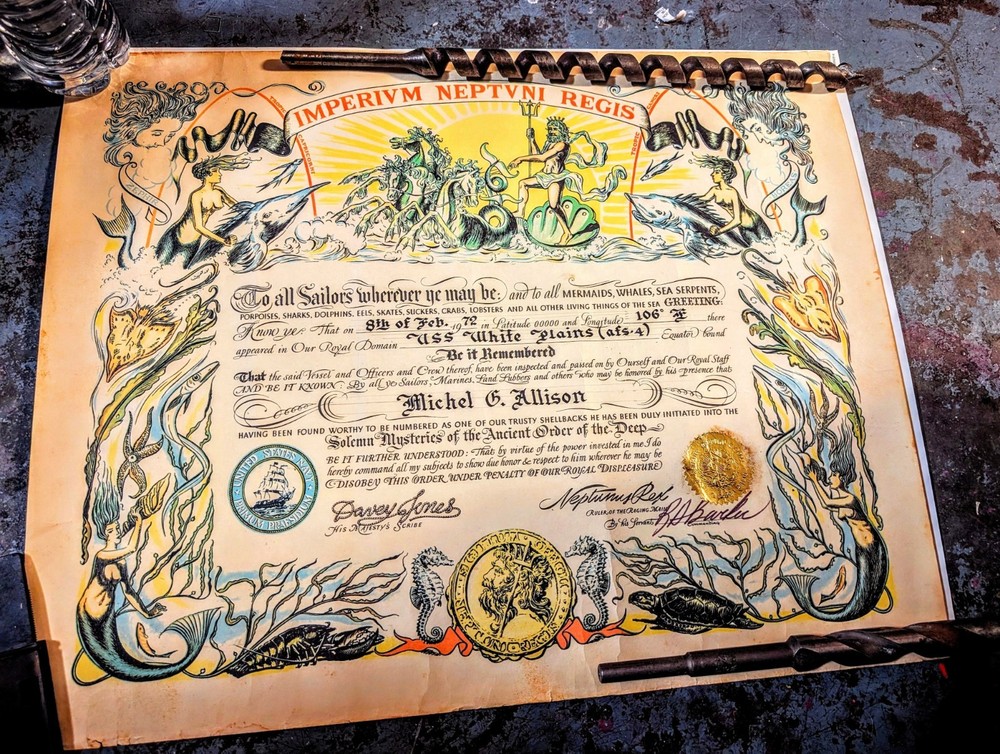 IMPERIVM NEPTVNI REGIS
To all Sailors wherever ye may be: and to all MERMAIDS, WHALES, SEA SERPENTS,
PORPOISES, SHARKS, DOLPHINS, EELS, SKATES, SUCKERS, CRABS, LOBSTERS AND ALL OTHER LIVING THINGS OF THE SEA GREETING:
Know ye: That on 8th of Feb. 1972 in Latitude 00000 and Longitude 106° E there
appeared in Our Royal Domain USS White Plains (afs-4) Equator bound
Be it Remembered
That the said Vessel and Officers and Crew thereof, have been inspected and passed on by Ourself and Our Royal Staff
AND BE IT KNOWN: By all ye Sailors, Marines, Land Lubbers and others who may be honored by his presence that
Michel G. Allison
HAVING BEEN FOUND WORTHY TO BE NUMBERED AS ONE OF OUR TRUSTY SHELLBACKS HE HAS BEEN DULY INITIATED INTO THE
Solemn Mysteries of the Ancient Order of the Deep
BE IT FURTHER UNDERSTOOD: That by virtue of the power invested in me I do
hereby command all my subjects to show due honor & respect to him wherever he may be
DISOBEY THIS ORDER UNDER PENALTY OF OUR ROYAL DISPLEASURE
UNITED STATES NAVY
Davey Jones
HIS MAJESTY'S SCRIBE
Neptunus Rex
RULER OF THE RAGING MAIN
By his Servant